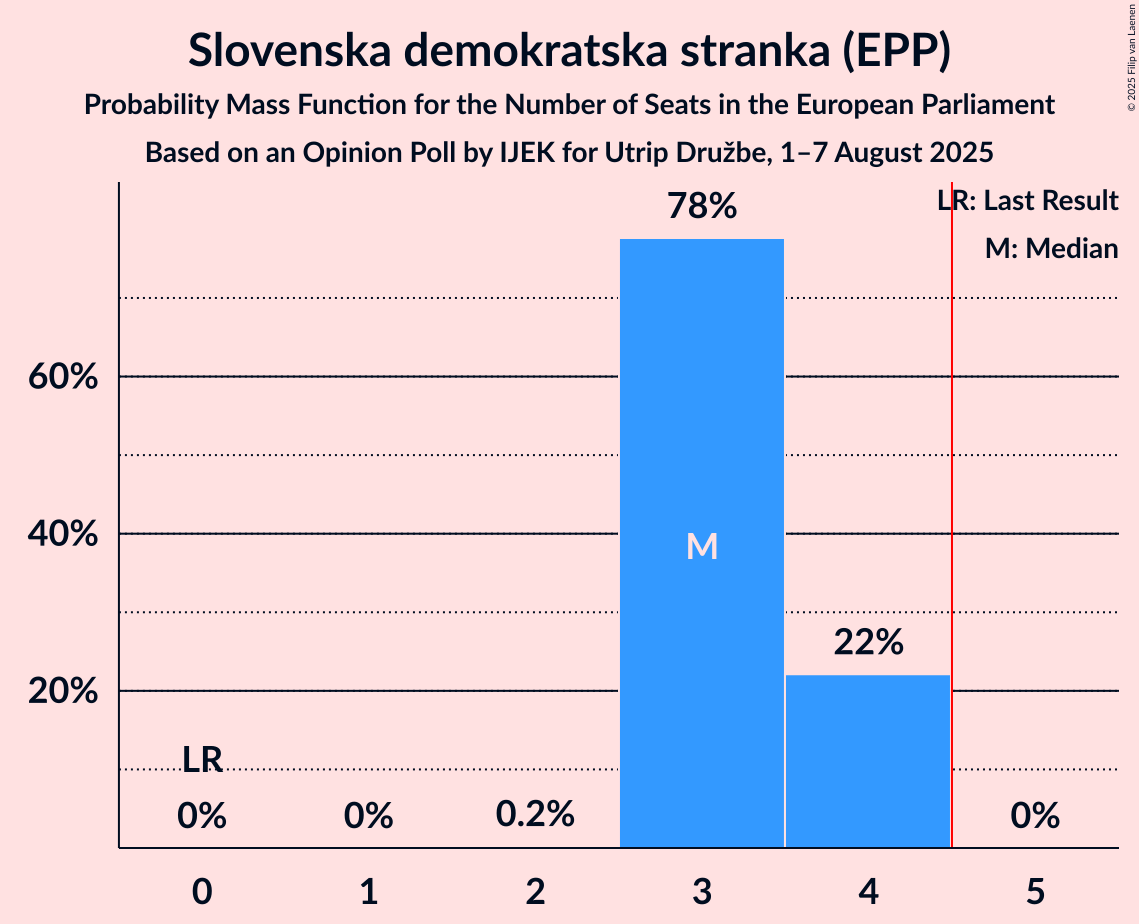 Slovenska demokratska stranka (EPP)
Probability Mass Function for the Number of Seats in the European Parliament
Based on an Opinion Poll by IJEK for Utrip Družbe, 1–7 August 2025
© 2025 Filip van Laenen
LR: Last Result
M: Median
78%
60%
40%
M
22%
20%
LR
0%
0%
0.2%
0%
0
1
2
3
4
5